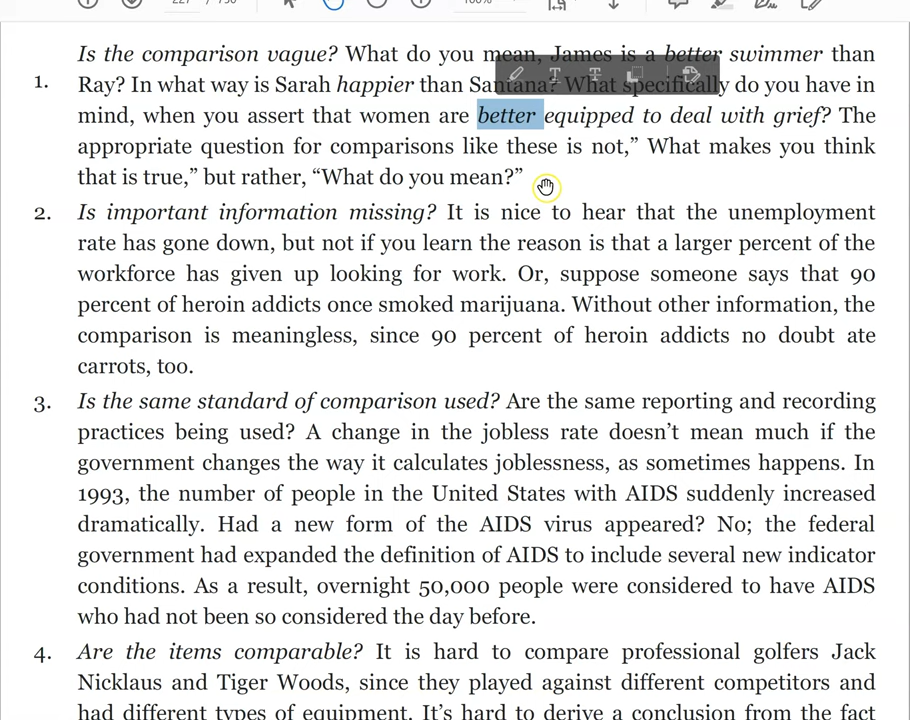 Is the comparison vague? What do you mean, James is a better swimmer than
1. Ray? In what way is Sarah happier than Santana? What specifically do you have in
mind, when you assert that women are better equipped to deal with grief? The
appropriate question for comparisons like these is not,” What makes you think
that is true,” but rather, “What do you mean?”
2. Is important information missing? It is nice to hear that the unemployment
rate has gone down, but not if you learn the reason is that a larger percent of the
workforce has given up looking for work. Or, suppose someone says that 90
percent of heroin addicts once smoked marijuana. Without other information, the
comparison is meaningless, since 90 percent of heroin addicts no doubt ate
carrots, too.
3. Is the same standard of comparison used? Are the same reporting and recording
practices being used? A change in the jobless rate doesn’t mean much if the
government changes the way it calculates joblessness, as sometimes happens. In
1993, the number of people in the United States with AIDS suddenly increased
dramatically. Had a new form of the AIDS virus appeared? No; the federal
government had expanded the definition of AIDS to include several new indicator
conditions. As a result, overnight 50,000 people were considered to have AIDS
who had not been so considered the day before.
4. Are the items comparable? It is hard to compare professional golfers Jack
Nicklaus and Tiger Woods, since they played against different competitors and
had different types of equipment. It’s hard to derive a conclusion from the fact